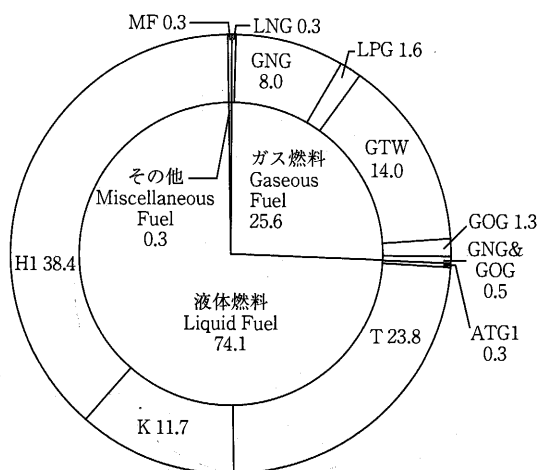 MF 0.3
LNG 0.3
GNG
8.0
LPG 1.6
GTW
14.0
GOG 1.3
GNG&
GOG
0.5
ATG1
0.3
T 23.8
K 11.7
H1 38.4
その他
Miscellaneous
Fuel
0.3
ガス燃料
Gaseous
Fuel
25.6
液体燃料
Liquid Fuel
74.1